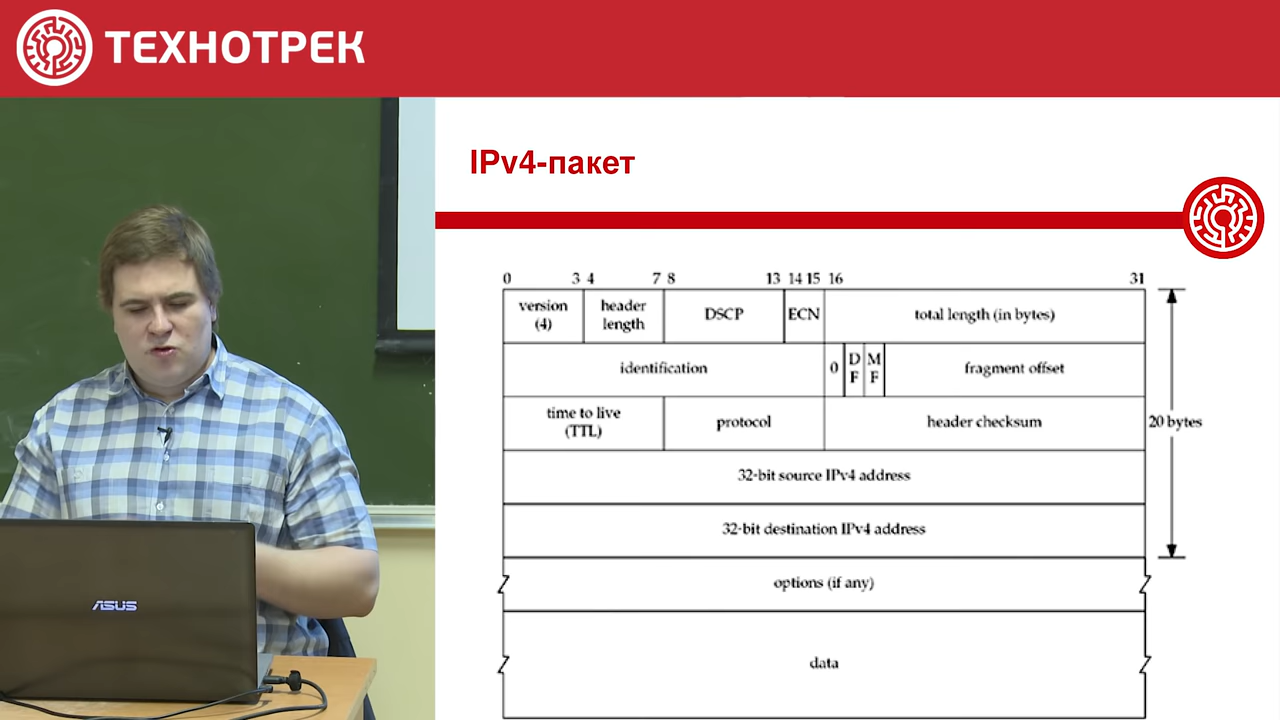 ТЕХНОТРЕК
IPv4-пакет
0 3 4 7 8 13 14 15 16 31
version (4)
header length
DSCP
ECN
total length (in bytes)
identification
0
DF
MF
fragment offset
time to live (TTL)
protocol
header checksum
20 bytes
32-bit source IPv4 address
32-bit destination IPv4 address
options (if any)
data
ASUS